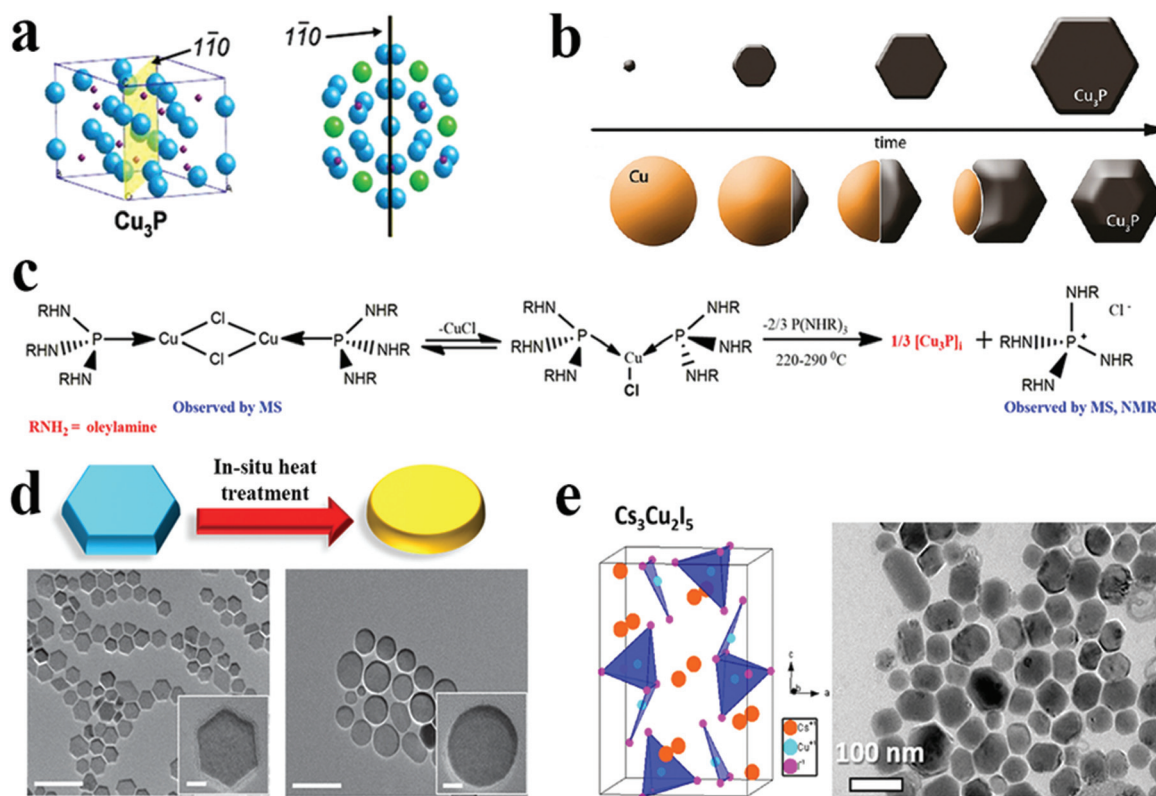 a
11̅0
Cu₃P
11̅0
b
Cu₃P
time
Cu
Cu₃P
c
RHN
RHN
RHN
P
Cu
Cl
Cl
Cu
P
NHR
NHR
NHR
-CuCl
RHN
RHN
RHN
P
Cu
Cl
P
NHR
NHR
NHR
-2/3 P(NHR)₃
220-290 ⁰C
1/3 [Cu₃P]ᵢ
+
NHR
Cl⁻
P⁺
RHN
NHR
RHN
Observed by MS
Observed by MS, NMR
RNH₂ = oleylamine
d
In-situ heat
treatment
e
Cs₃Cu₂I₅
c
b
a
Cs⁺¹
Cu⁺¹
I⁻¹
100 nm